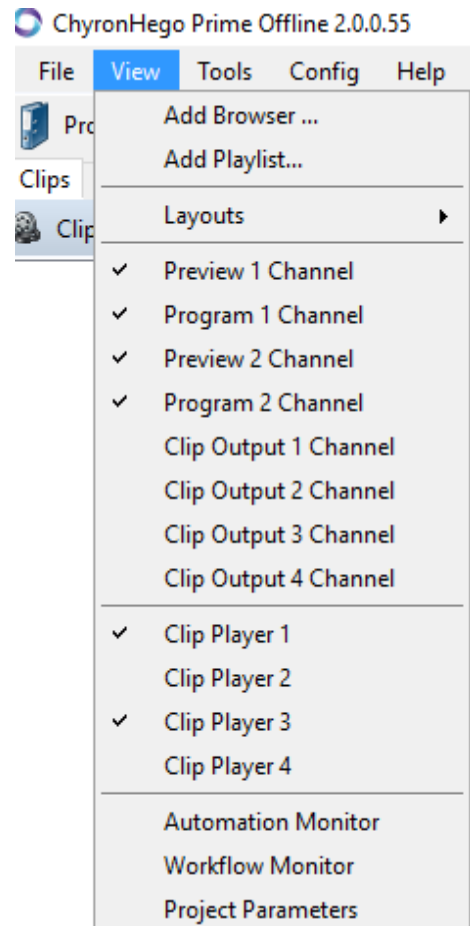 ChyronHego Prime Offline 2.0.0.55
File View Tools Config Help
Add Browser ...
Add Playlist...
Clips
Layouts
Preview 1 Channel
Program 1 Channel
Preview 2 Channel
Program 2 Channel
Clip Output 1 Channel
Clip Output 2 Channel
Clip Output 3 Channel
Clip Output 4 Channel
Clip Player 1
Clip Player 2
Clip Player 3
Clip Player 4
Automation Monitor
Workflow Monitor
Project Parameters